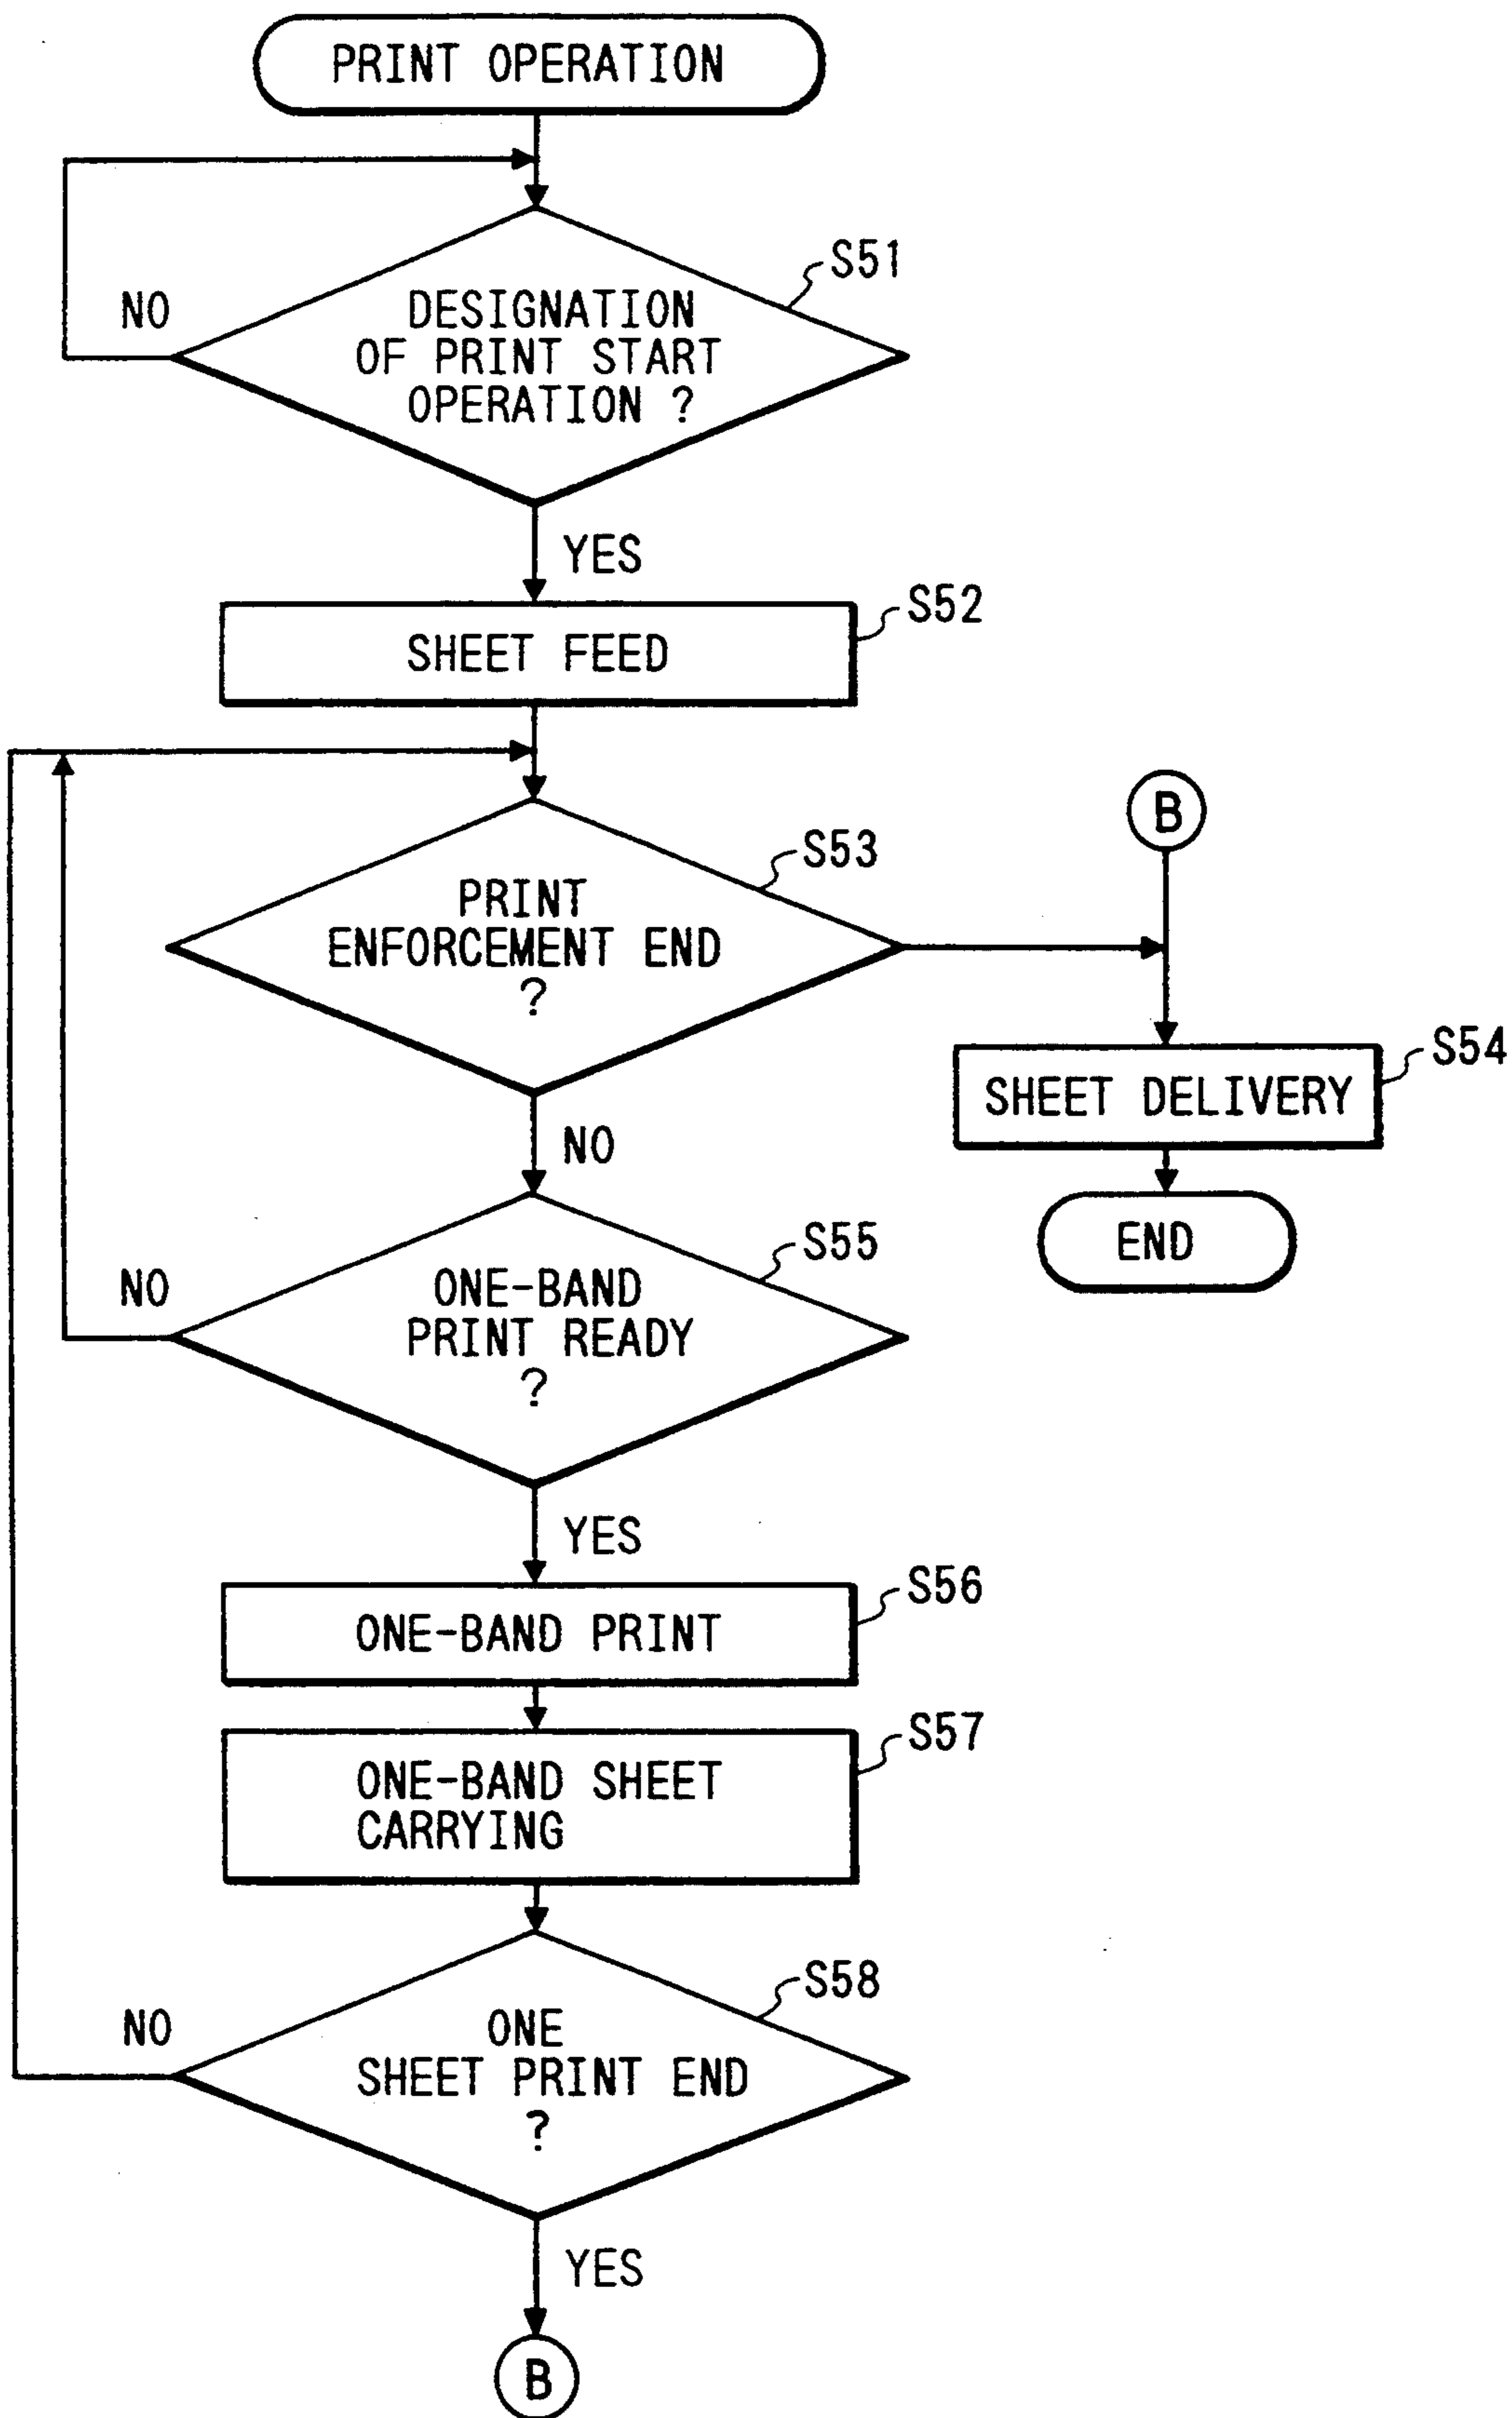 PRINT OPERATION
S51
NO
DESIGNATION
OF PRINT START
OPERATION ?
YES
S52
SHEET FEED
B
S53
PRINT
ENFORCEMENT END
?
S54
SHEET DELIVERY
NO
END
S55
NO
ONE-BAND
PRINT READY
?
YES
S56
ONE-BAND PRINT
S57
ONE-BAND SHEET
CARRYING
S58
NO
ONE
SHEET PRINT END
?
YES
B